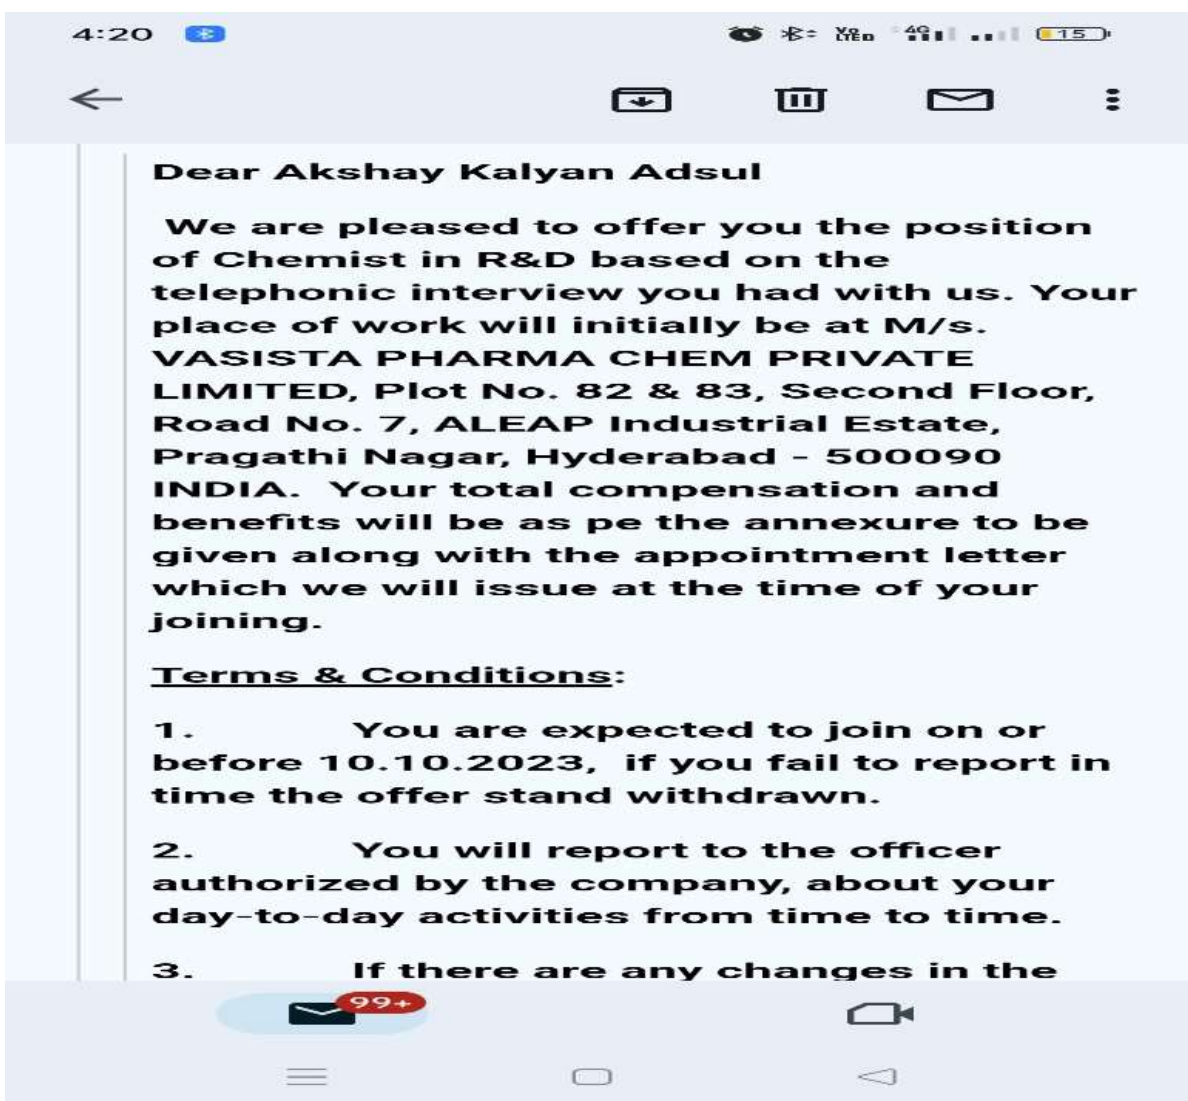 4:20
VoLTE D 4G 15
Dear Akshay Kalyan Adsul
We are pleased to offer you the position
of Chemist in R&D based on the
telephonic interview you had with us. Your
place of work will initially be at M/s.
VASISTA PHARMA CHEM PRIVATE
LIMITED, Plot No. 82 & 83, Second Floor,
Road No. 7, ALEAP Industrial Estate,
Pragathi Nagar, Hyderabad - 500090
INDIA.  Your total compensation and
benefits will be as pe the annexure to be
given along with the appointment letter
which we will issue at the time of your
joining.
Terms & Conditions:
1. You are expected to join on or
before 10.10.2023,  if you fail to report in
time the offer stand withdrawn.
2. You will report to the officer
authorized by the company, about your
day-to-day activities from time to time.
3. If there are any changes in the
99+